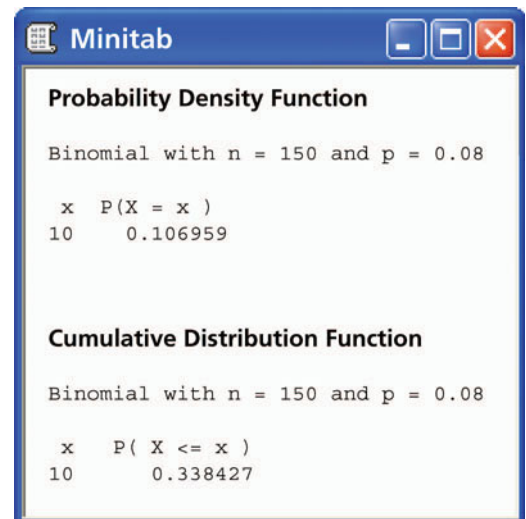 Minitab
Probability Density Function
Binomial with n = 150 and p = 0.08
x P(X = x )
10 0.106959
Cumulative Distribution Function
Binomial with n = 150 and p = 0.08
x P( X <= x )
10 0.338427